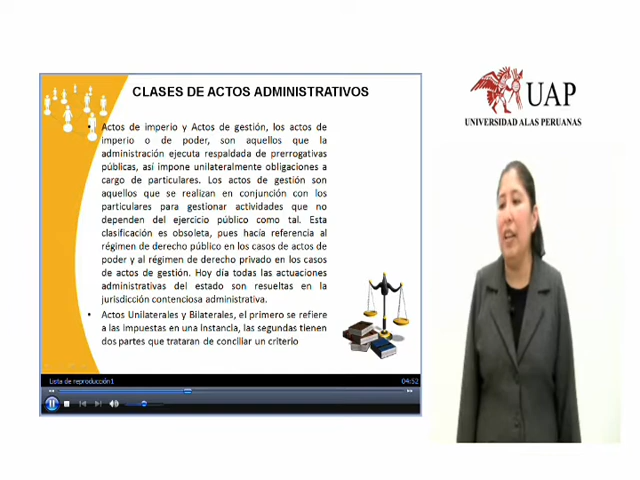 CLASES DE ACTOS ADMINISTRATIVOS
• Actos de imperio y Actos de gestión, los actos de
imperio o de poder, son aquellos que la
administración ejecuta respaldada de prerrogativas
públicas, así impone unilateralmente obligaciones a
cargo de particulares. Los actos de gestión son
aquellos que se realizan en conjunción con los
particulares para gestionar actividades que no
dependen del ejercicio público como tal. Esta
clasificación es obsoleta, pues hacía referencia al
régimen de derecho público en los casos de actos de
poder y al régimen de derecho privado en los casos
de actos de gestión. Hoy día todas las actuaciones
administrativas del estado son resueltas en la
jurisdicción contenciosa administrativa.
• Actos Unilaterales y Bilaterales, el primero se refiere
a las impuestas en una instancia, las segundas tienen
dos partes que trataran de conciliar un criterio
Lista de reproducción1
04:52
UAP
UNIVERSIDAD ALAS PERUANAS